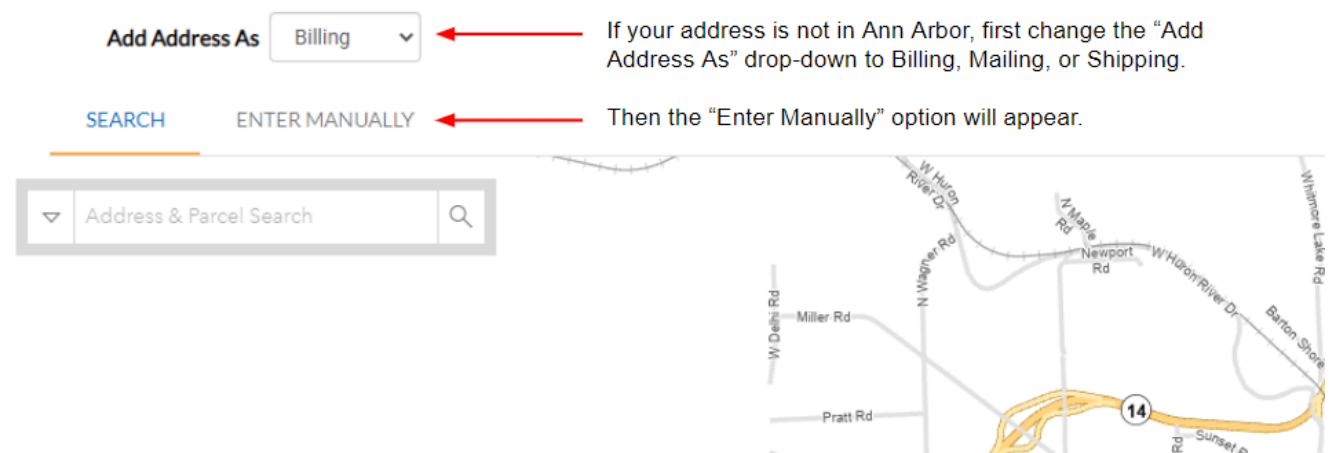 Add Address As Billing
If your address is not in Ann Arbor, first change the “Add
Address As” drop-down to Billing, Mailing, or Shipping.
SEARCH ENTER MANUALLY
Then the “Enter Manually” option will appear.
Address & Parcel Search
W Huron
River Dr
N Maple
Rd
Whitmore Lake Rd
N Wagner Rd
Newport
Rd
W Huron River Dr
W Delhi Rd
Miller Rd
Barton Shore
Pratt Rd
14
Sunset R
Rd